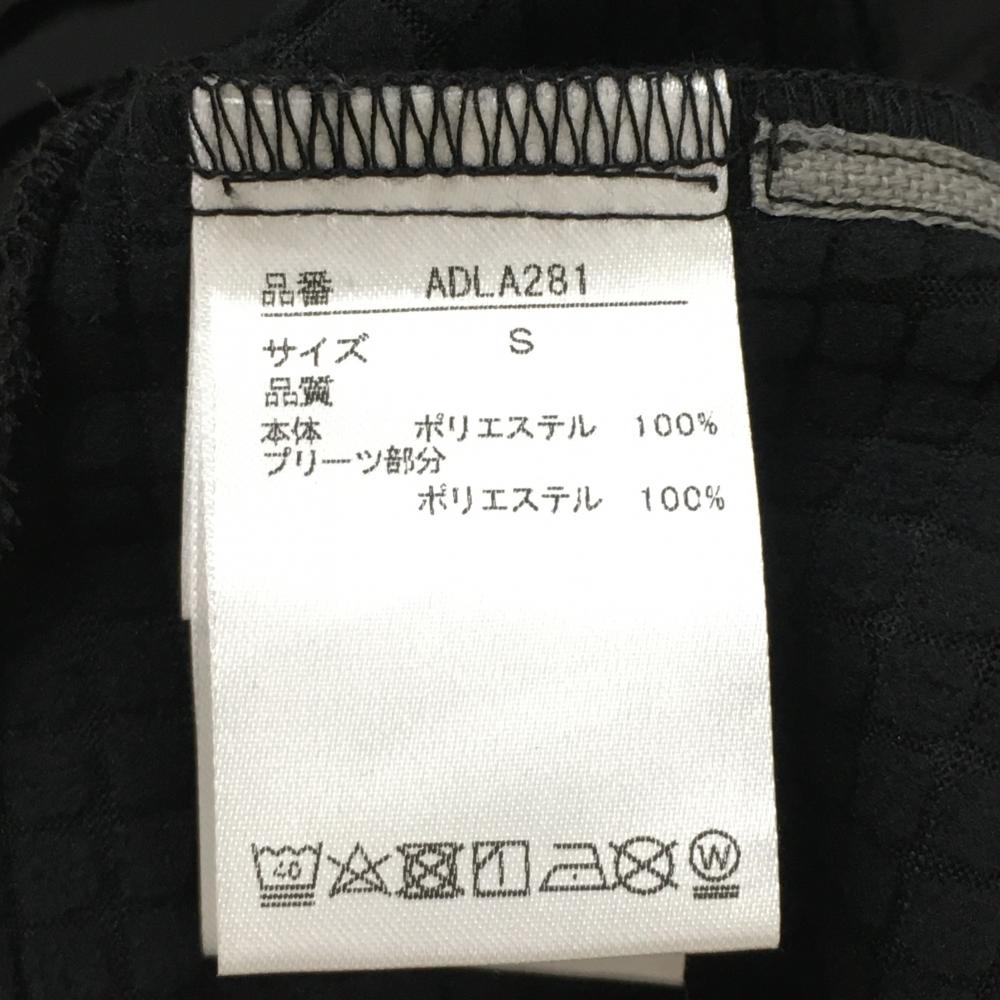 品番 ADLA281
サイズ S
品質
本体 ポリエステル 100%
プリーツ部分
ポリエステル 100%
40 W